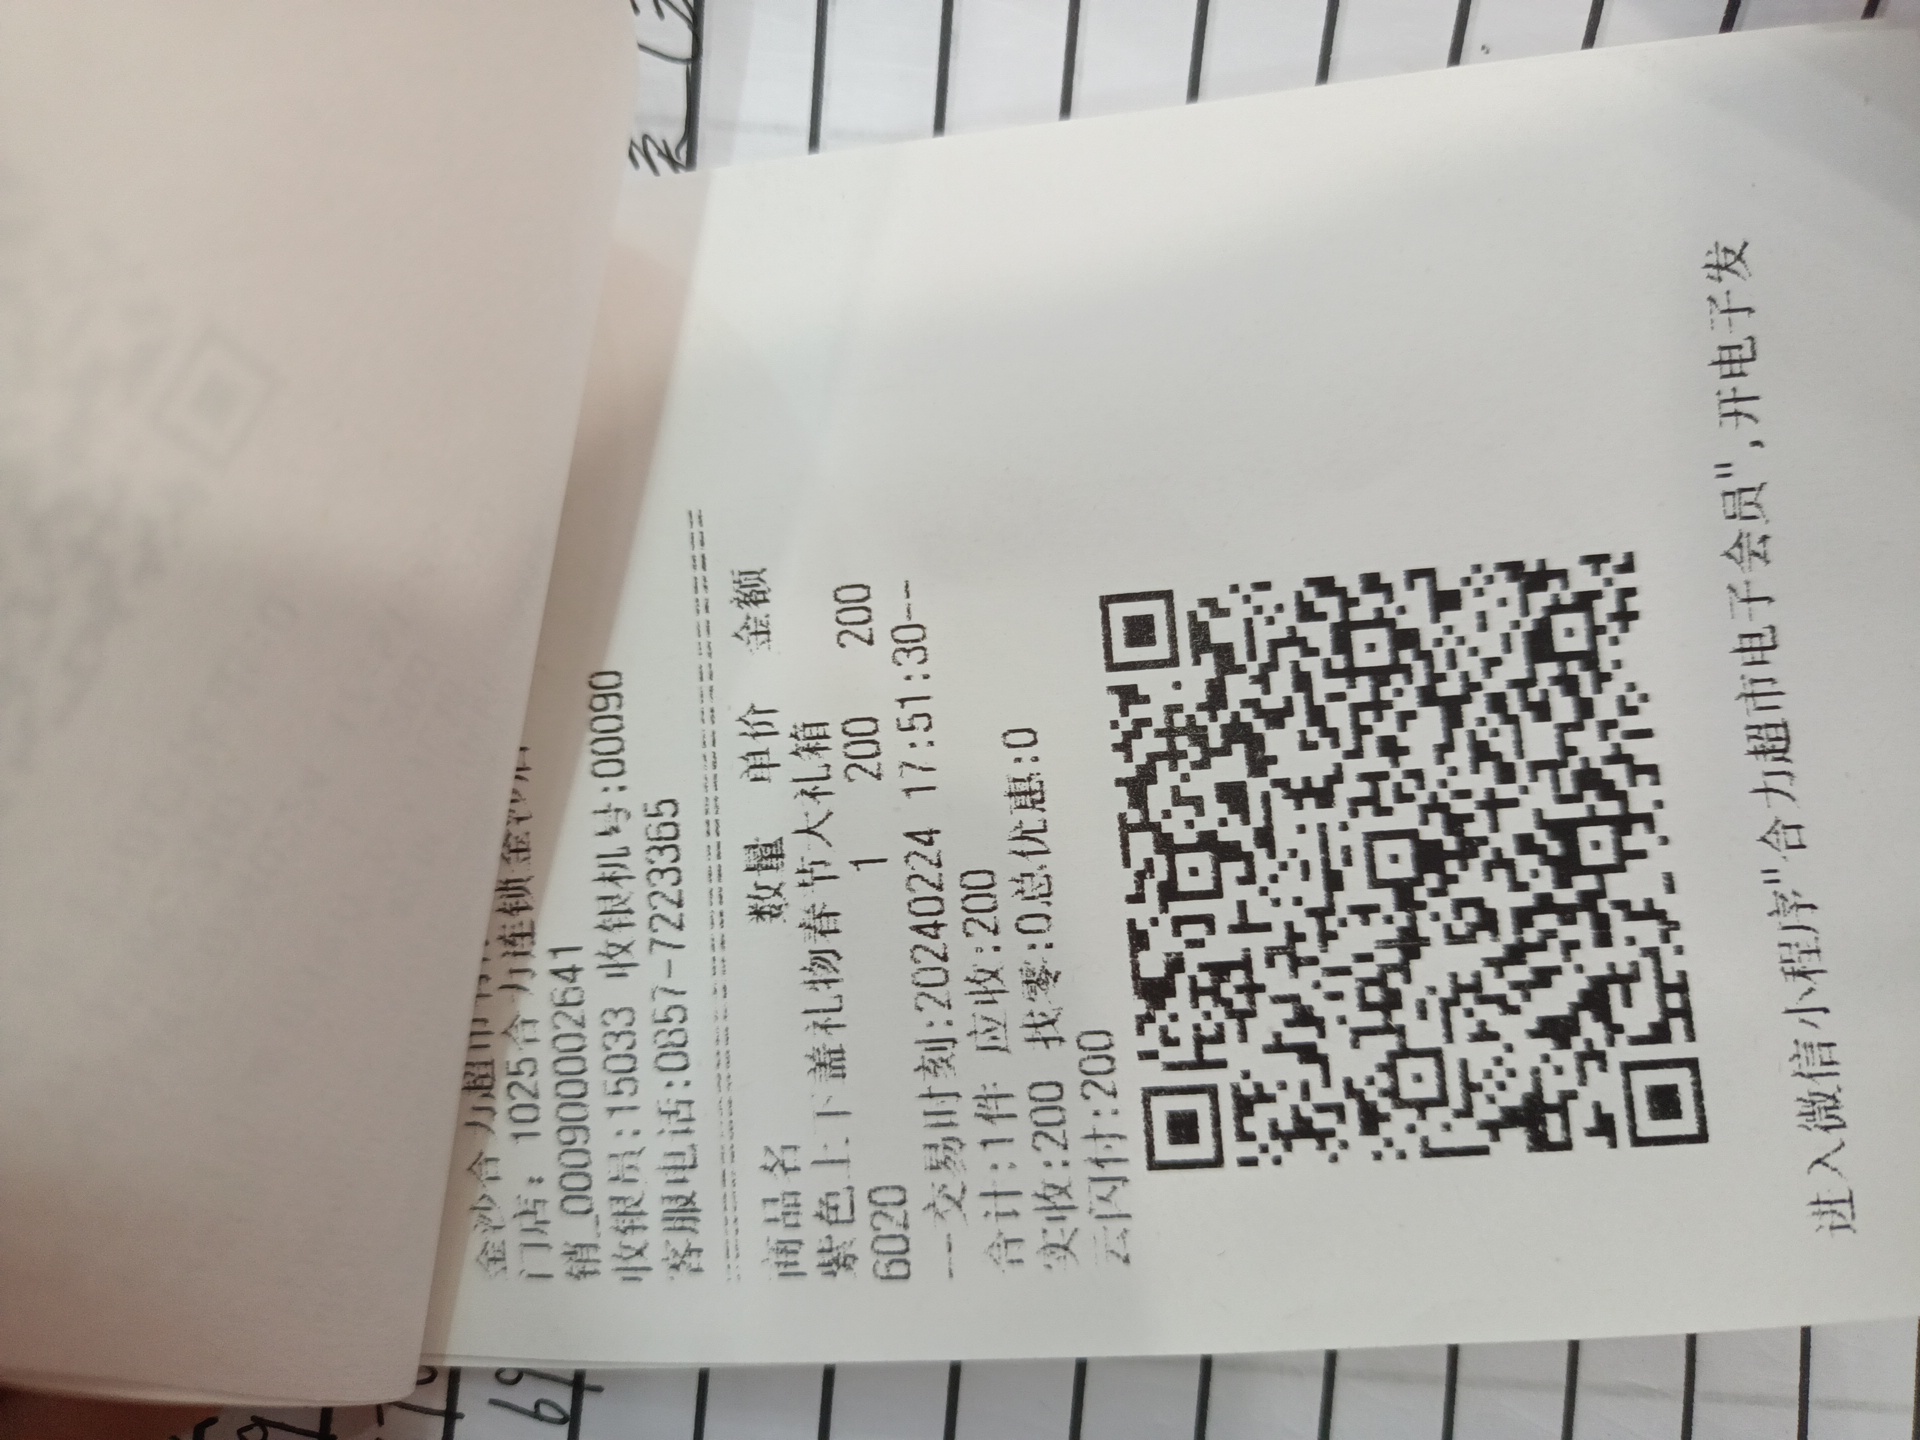 金沙合力超市
门店: 1025合力连锁金沙店
销_00090000002641
收银员:15033 收银机号:00090
客服电话:0857-7223365
商品名 数量 单价 金额
紫色上下盖礼物春节大礼箱
6020 1 200 200
--交易时刻:20240224 17:51:30--
合计:1件 应收:200
实收:200 找零:0总优惠:0
云闪付:200
进入微信小程序"合力超市电子会员",开电子发